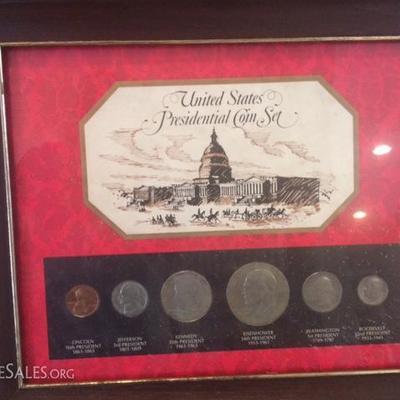 United States
Presidential Coin Set
LINCOLN
16th PRESIDENT
1861-1865
JEFFERSON
3rd PRESIDENT
1801-1809
KENNEDY
35th PRESIDENT
1961-1963
EISENHOWER
34th PRESIDENT
1953-1961
WASHINGTON
1st PRESIDENT
1789-1797
ROOSEVELT
32nd PRESIDENT
1933-1945
ESALES.ORG